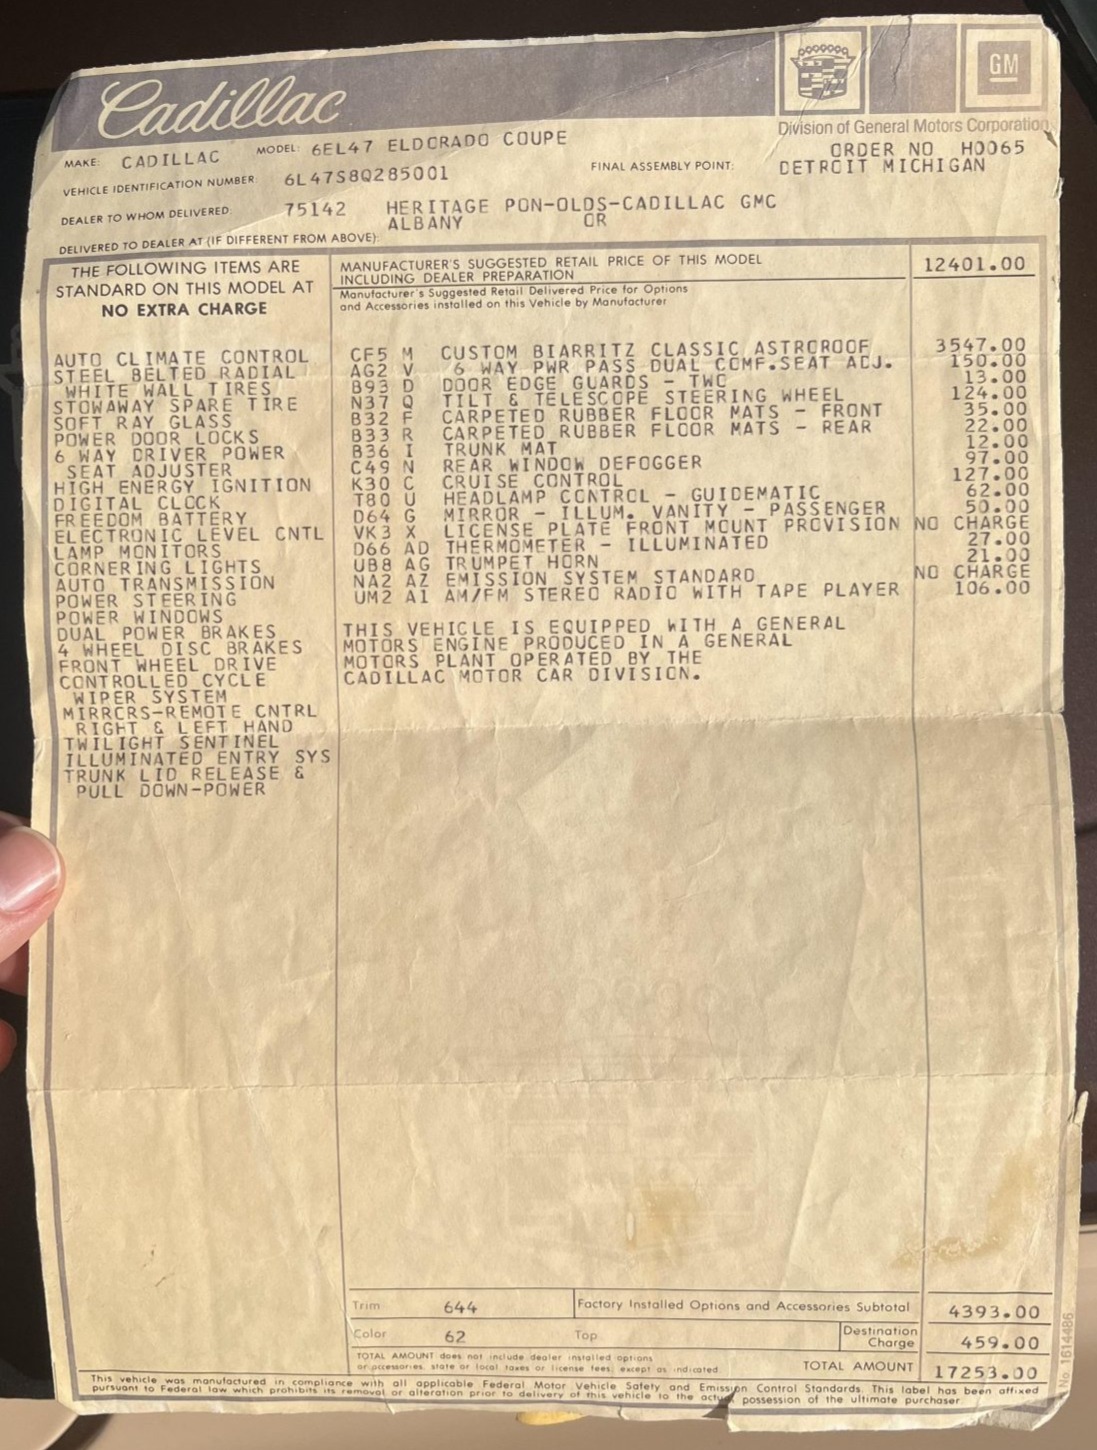 Cadillac
GM
Division of General Motors Corporation
MAKE: CADILLAC MODEL: 6EL47 ELDORADO COUPE
ORDER NO H0065
VEHICLE IDENTIFICATION NUMBER: 6L47S8Q285001
FINAL ASSEMBLY POINT: DETROIT MICHIGAN
DEALER TO WHOM DELIVERED: 75142 HERITAGE PON-OLDS-CADILLAC GMC
ALBANY OR
DELIVERED TO DEALER AT (IF DIFFERENT FROM ABOVE):
THE FOLLOWING ITEMS ARE
STANDARD ON THIS MODEL AT
NO EXTRA CHARGE
AUTO CLIMATE CONTROL
STEEL BELTED RADIAL
WHITE WALL TIRES
STOWAWAY SPARE TIRE
SOFT RAY GLASS
POWER DOOR LOCKS
6 WAY DRIVER POWER
SEAT ADJUSTER
HIGH ENERGY IGNITION
DIGITAL CLOCK
FREEDOM BATTERY
ELECTRONIC LEVEL CNTL
LAMP MONITORS
CORNERING LIGHTS
AUTO TRANSMISSION
POWER STEERING
POWER WINDOWS
DUAL POWER BRAKES
4 WHEEL DISC BRAKES
FRONT WHEEL DRIVE
CONTROLLED CYCLE
WIPER SYSTEM
MIRRCRS-REMOTE CNTRL
RIGHT & LEFT HAND
TWILIGHT SENTINEL
ILLUMINATED ENTRY SYS
TRUNK LID RELEASE &
PULL DOWN-POWER
MANUFACTURER'S SUGGESTED RETAIL PRICE OF THIS MODEL
INCLUDING DEALER PREPARATION 12401.00
Manufacturer's Suggested Retail Delivered Price for Options
and Accessories installed on this Vehicle by Manufacturer
CF5 M CUSTOM BIARRITZ CLASSIC ASTROROOF 3547.00
AG2 V 6 WAY PWR PASS DUAL COMF.SEAT ADJ. 150.00
B93 D DOOR EDGE GUARDS - TWO 13.00
N37 Q TILT & TELESCOPE STEERING WHEEL 124.00
B32 F CARPETED RUBBER FLOOR MATS - FRONT 35.00
B33 R CARPETED RUBBER FLOOR MATS - REAR 22.00
B36 I TRUNK MAT 12.00
C49 N REAR WINDOW DEFOGGER 97.00
K30 C CRUISE CONTROL 127.00
T80 U HEADLAMP CONTROL - GUIDEMATIC 62.00
D64 G MIRROR - ILLUM. VANITY - PASSENGER 50.00
VK3 X LICENSE PLATE FRONT MOUNT PROVISION NO CHARGE
D66 AD THERMOMETER - ILLUMINATED 27.00
UB8 AG TRUMPET HORN 21.00
NA2 AZ EMISSION SYSTEM STANDARD NO CHARGE
UM2 A1 AM/FM STEREO RADIO WITH TAPE PLAYER 106.00
THIS VEHICLE IS EQUIPPED WITH A GENERAL
MOTORS ENGINE PRODUCED IN A GENERAL
MOTORS PLANT OPERATED BY THE
CADILLAC MOTOR CAR DIVISION.
Trim 644 Factory Installed Options and Accessories Subtotal 4393.00
Color 62 Top Destination Charge 459.00
TOTAL AMOUNT does not include dealer installed options
or accessories, state or local taxes or license fees, except as indicated.
TOTAL AMOUNT 17253.00
This vehicle was manufactured in compliance with all applicable Federal Motor Vehicle Safety and Emission Control Standards. This label has been affixed
pursuant to Federal law which prohibits its removal or alteration prior to delivery of this vehicle to the actual possession of the ultimate purchaser.
No. 1614486